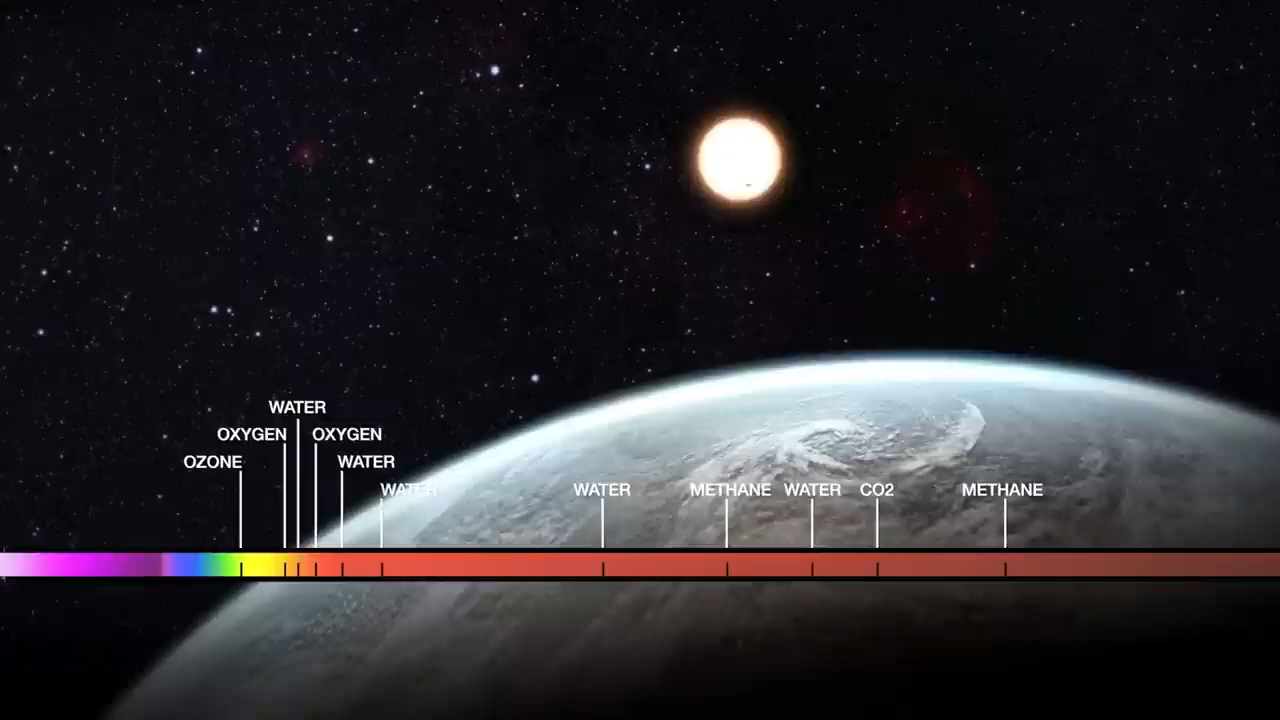 WATER
OXYGEN OXYGEN
OZONE WATER
WATER WATER METHANE WATER CO2 METHANE